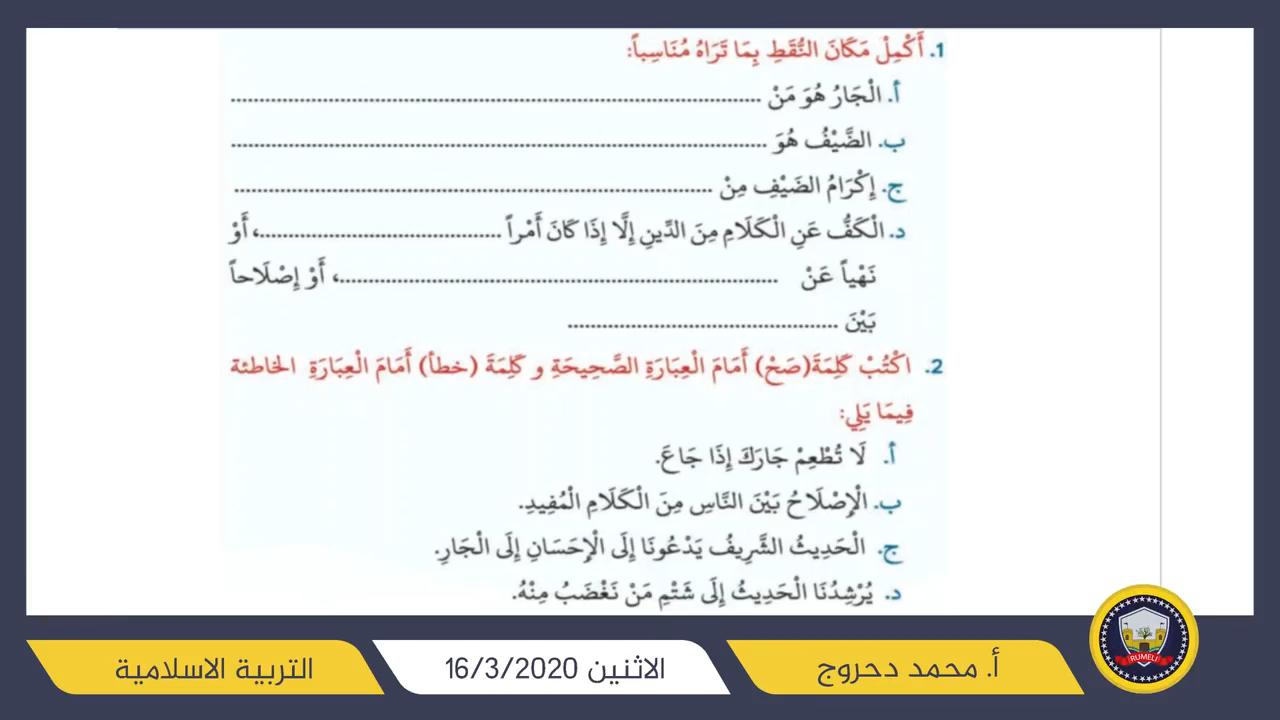 1. أَكْمِلْ مَكَانَ النُّقَطِ بِمَا تَرَاهُ مُنَاسِباً:
أ. الْجَارُ هُوَ مَنْ ............................................................
ب. الضَّيْفُ هُوَ ............................................................
ج. إِكْرَامُ الضَيْفِ مِنْ ............................................................
د. الْكَفُّ عَنِ الْكَلَامِ مِنَ الدِّينِ إِلَّا إِذَا كَانَ أَمْراً ..............................، أَوْ
نَهْياً عَنْ ............................................................، أَوْ إِصْلَاحاً
بَيْنَ ..............................
2. اكْتُبْ كَلِمَةَ (صَحْ) أَمَامَ الْعِبَارَةِ الصَّحِيحَةِ و كَلِمَةَ (خطأ) أَمَامَ الْعِبَارَةِ الخاطئة
فِيمَا يَلِي:
أ. لَا تُطْعِمْ جَارَكَ إِذَا جَاعَ.
ب. الْإِصْلَاحُ بَيْنَ النَّاسِ مِنَ الْكَلَامِ الْمُفِيدِ.
ج. الْحَدِيثُ الشَّرِيفُ يَدْعُونَا إِلَى الْإِحْسَانِ إِلَى الْجَارِ.
د. يُرْشِدُنَا الْحَدِيثُ إِلَى شَتْمِ مَنْ نَغْضَبُ مِنْهُ.
أ. محمد دحروج
الاثنين 16/3/2020
التربية الاسلامية
RUMELI